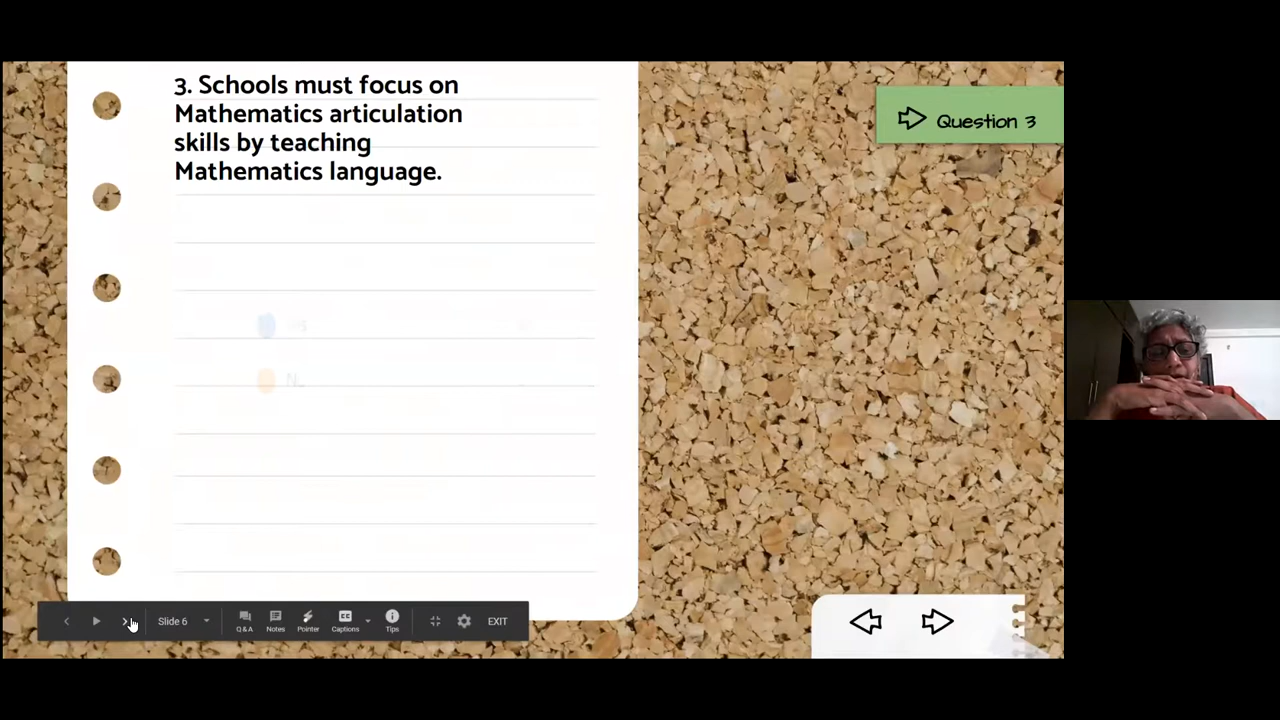 3. Schools must focus on
Mathematics articulation
skills by teaching
Mathematics language.
Question 3
Slide 6
Q & A
Notes
Pointer
Captions
Tips
EXIT